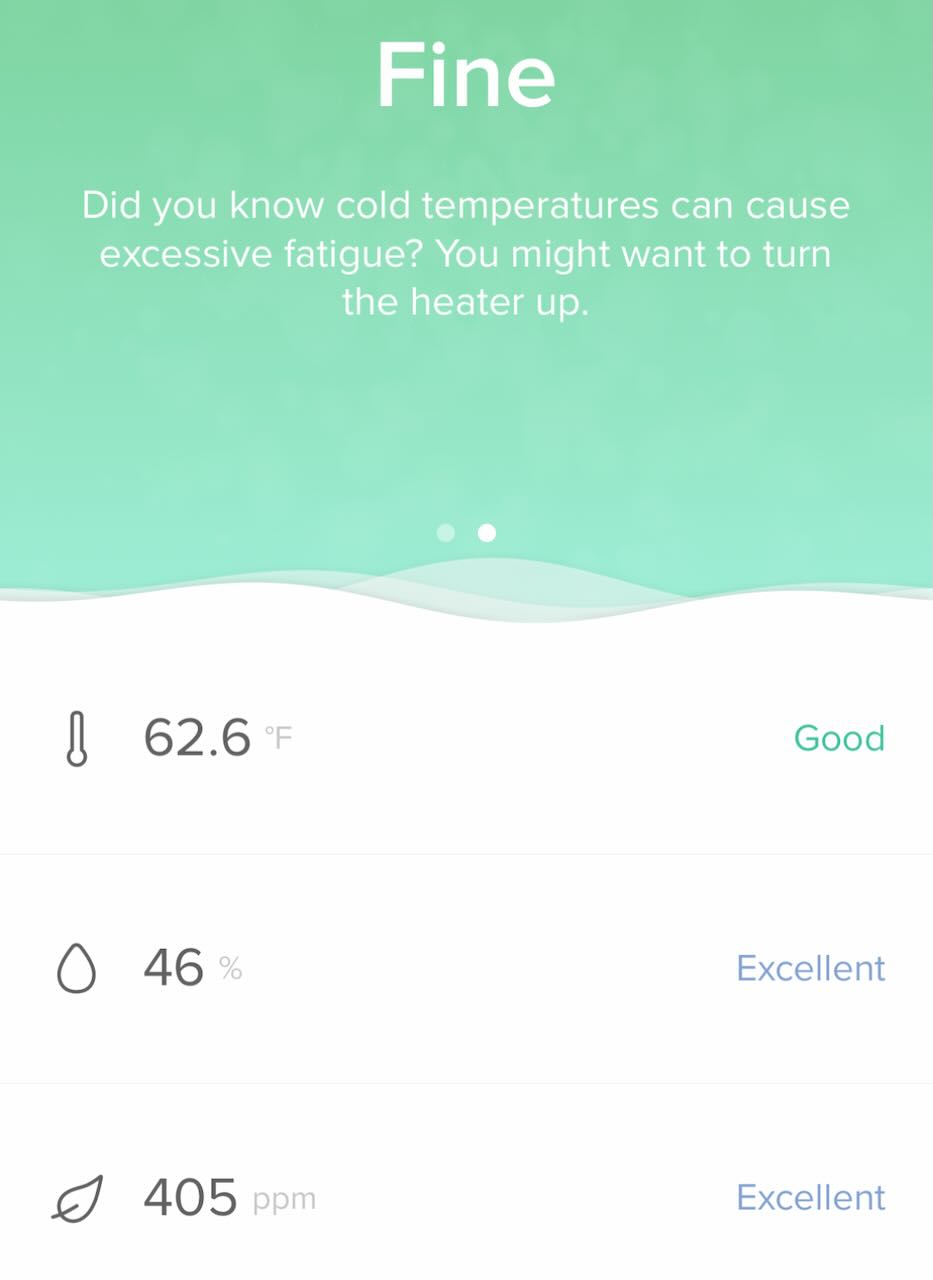 Fine
Did you know cold temperatures can cause
excessive fatigue? You might want to turn
the heater up.
62.6 °F Good
46 % Excellent
405 ppm Excellent